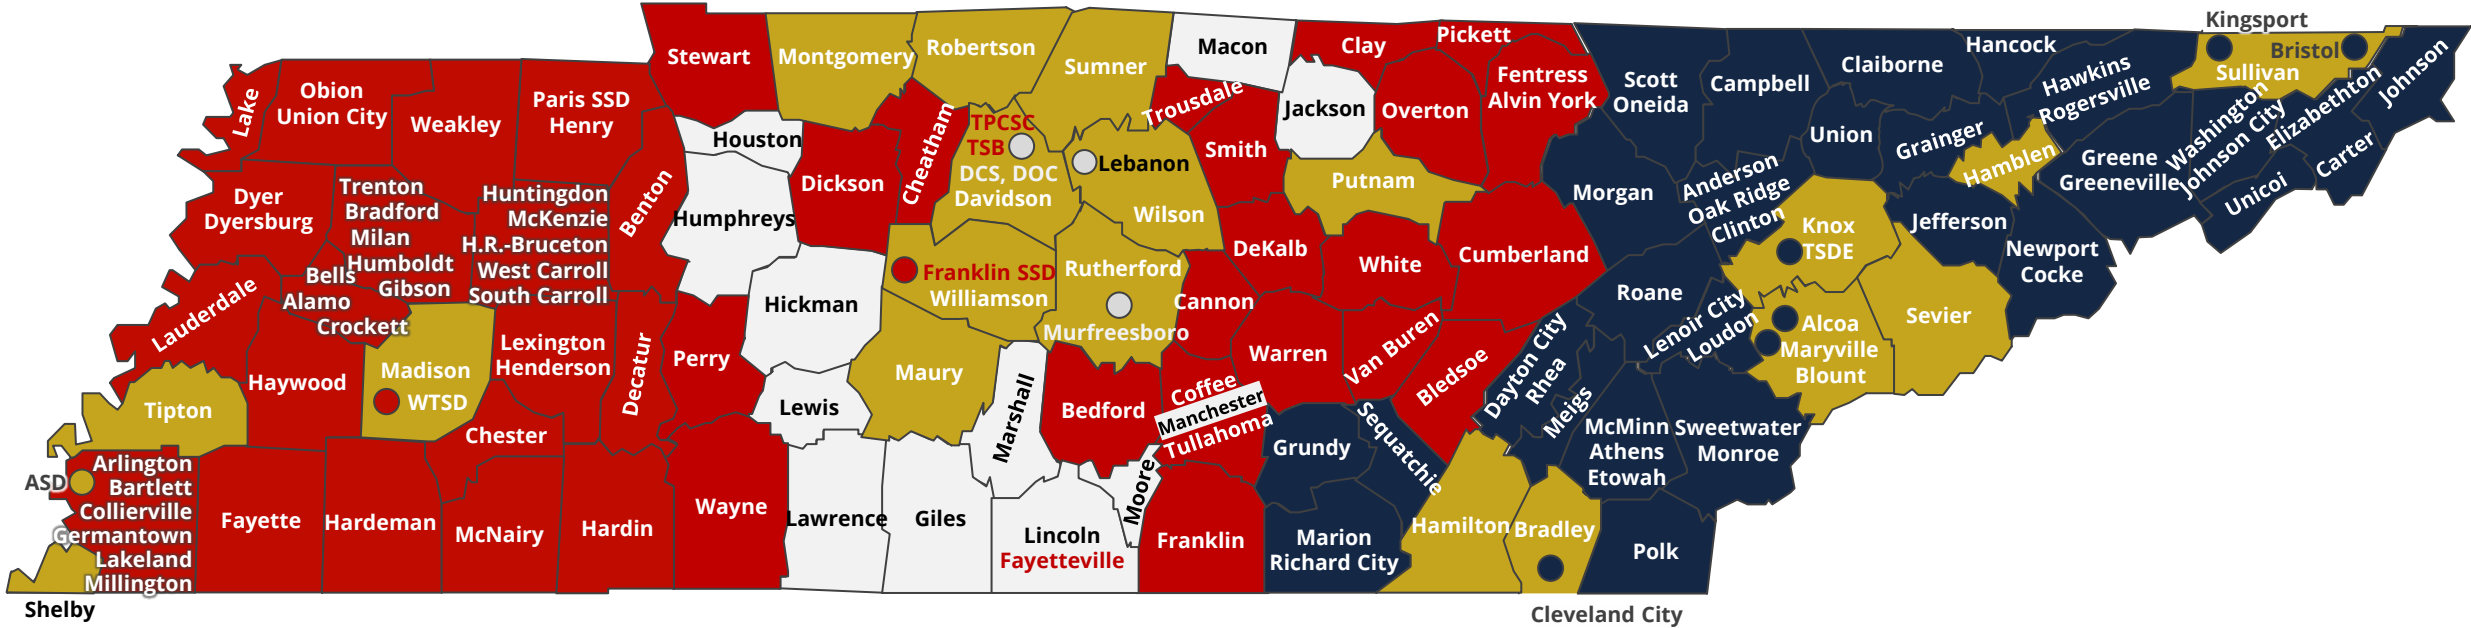 Lake
Obion
Union City
Weakley
Paris SSD
Henry
Stewart
Montgomery
Robertson
Sumner
Macon
Clay
Pickett
Fentress
Alvin York
Overton
Jackson
Trousdale
Smith
Scott
Oneida
Campbell
Claiborne
Hancock
Hawkins
Rogersville
Kingsport
Bristol
Sullivan
Johnson
Washington
Johnson City
Elizabethton
Carter
Unicoi
Greene
Greeneville
Hamblen
Grainger
Union
Anderson
Oak Ridge
Clinton
Morgan
Dyer
Dyersburg
Trenton
Bradford
Milan
Humboldt
Gibson
Bells
Alamo
Crockett
Huntingdon
McKenzie
H.R.-Bruceton
West Carroll
South Carroll
Benton
Houston
Humphreys
Dickson
Cheatham
TPCSC
TSB
DCS, DOC
Davidson
Lebanon
Wilson
Putnam
DeKalb
White
Cumberland
Knox
TSDE
Jefferson
Newport
Cocke
Sevier
Alcoa
Maryville
Blount
Lenoir City
Loudon
Roane
Lauderdale
Haywood
Madison
WTSD
Lexington
Henderson
Decatur
Perry
Hickman
Franklin SSD
Williamson
Rutherford
Murfreesboro
Cannon
Warren
Van Buren
Bledsoe
Dayton City
Rhea
Meigs
McMinn
Athens
Etowah
Sweetwater
Monroe
Tipton
Chester
Lewis
Maury
Marshall
Bedford
Coffee
Manchester
Tullahoma
Grundy
Sequatchie
ASD
Arlington
Bartlett
Collierville
Germantown
Lakeland
Millington
Shelby
Fayette
Hardeman
McNairy
Hardin
Wayne
Lawrence
Giles
Lincoln
Fayetteville
Moore
Franklin
Marion
Richard City
Hamilton
Bradley
Cleveland City
Polk